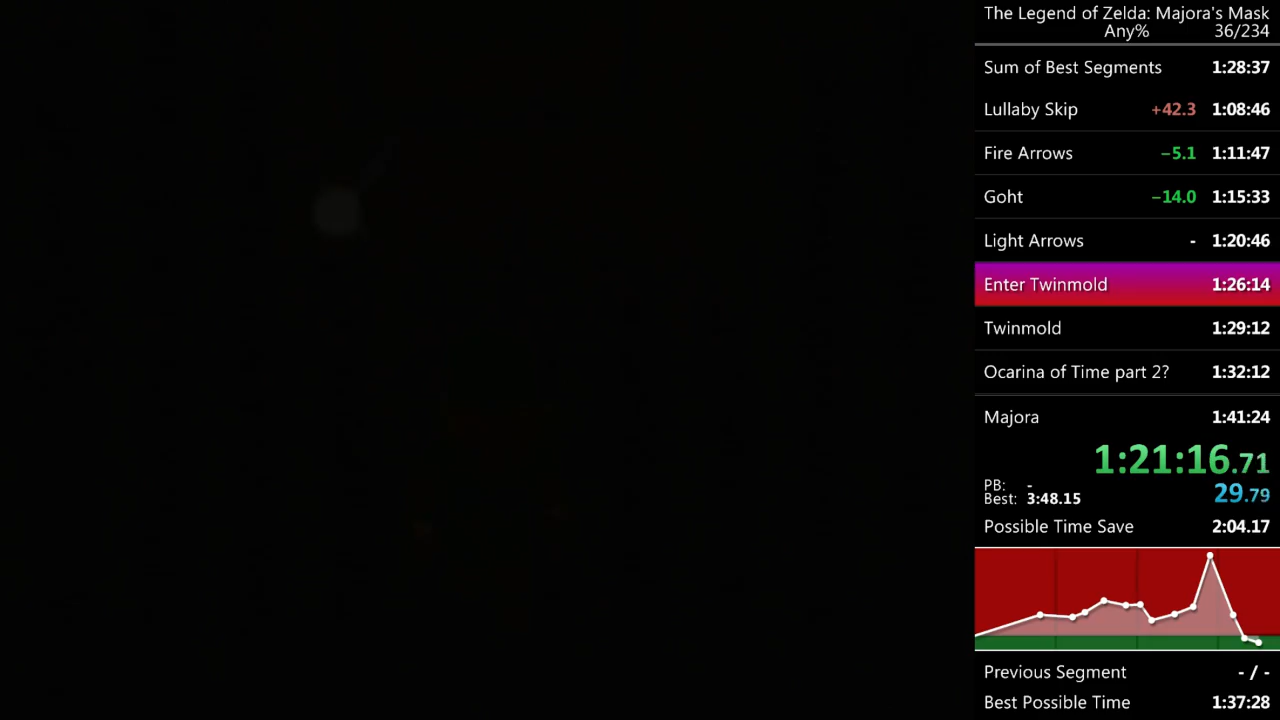 The Legend of Zelda: Majora's Mask
Any% 36/234
Sum of Best Segments 1:28:37
Lullaby Skip +42.3 1:08:46
Fire Arrows −5.1 1:11:47
Goht −14.0 1:15:33
Light Arrows - 1:20:46
Enter Twinmold 1:26:14
Twinmold 1:29:12
Ocarina of Time part 2? 1:32:12
Majora 1:41:24
1:21:16.71
PB: -
Best: 3:48.15 29.79
Possible Time Save 2:04.17
Previous Segment - / -
Best Possible Time 1:37:28